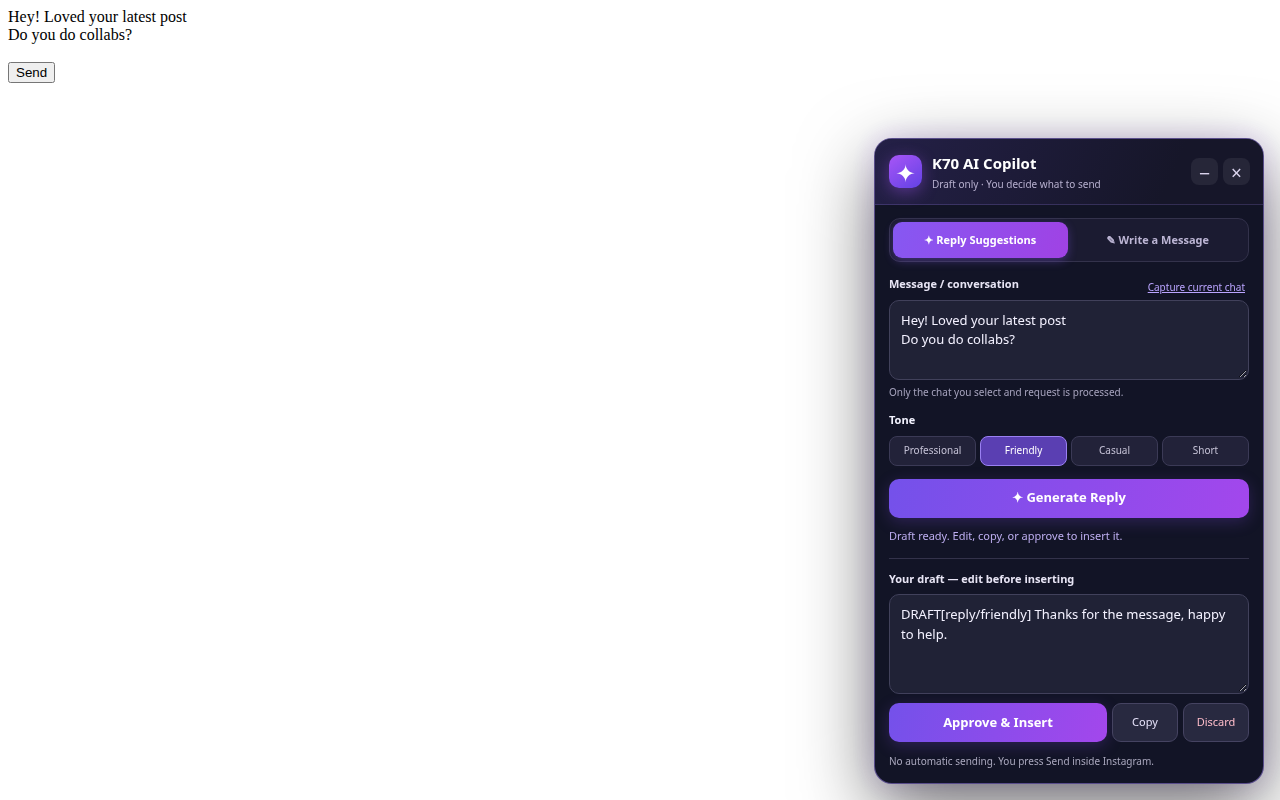 Hey! Loved your latest post
Do you do collabs?
Send
✦
K70 AI Copilot
Draft only · You decide what to send
– ×
✦ Reply Suggestions
✎ Write a Message
Message / conversation
Capture current chat
Hey! Loved your latest post
Do you do collabs?
Only the chat you select and request is processed.
Tone
Professional
Friendly
Casual
Short
✦ Generate Reply
Draft ready. Edit, copy, or approve to insert it.
Your draft — edit before inserting
DRAFT[reply/friendly] Thanks for the message, happy
to help.
Approve & Insert
Copy
Discard
No automatic sending. You press Send inside Instagram.